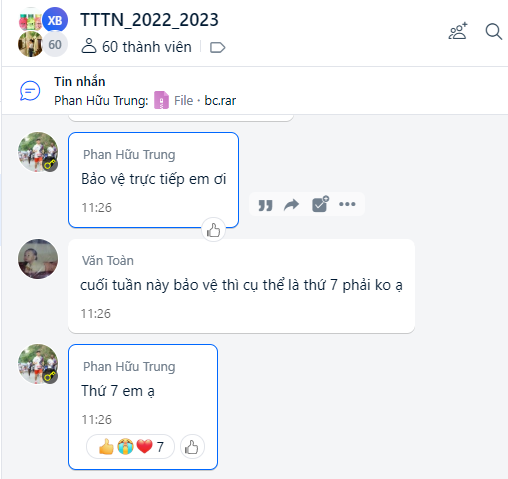 XB
60
TTTN_2022_2023
60 thành viên
Tin nhắn
Phan Hữu Trung: File · bc.rar
Phan Hữu Trung
Bảo vệ trực tiếp em ơi
11:26
Văn Toàn
cuối tuần này bảo vệ thì cụ thể là thứ 7 phải ko ạ
11:26
Phan Hữu Trung
Thứ 7 em ạ
11:26
7